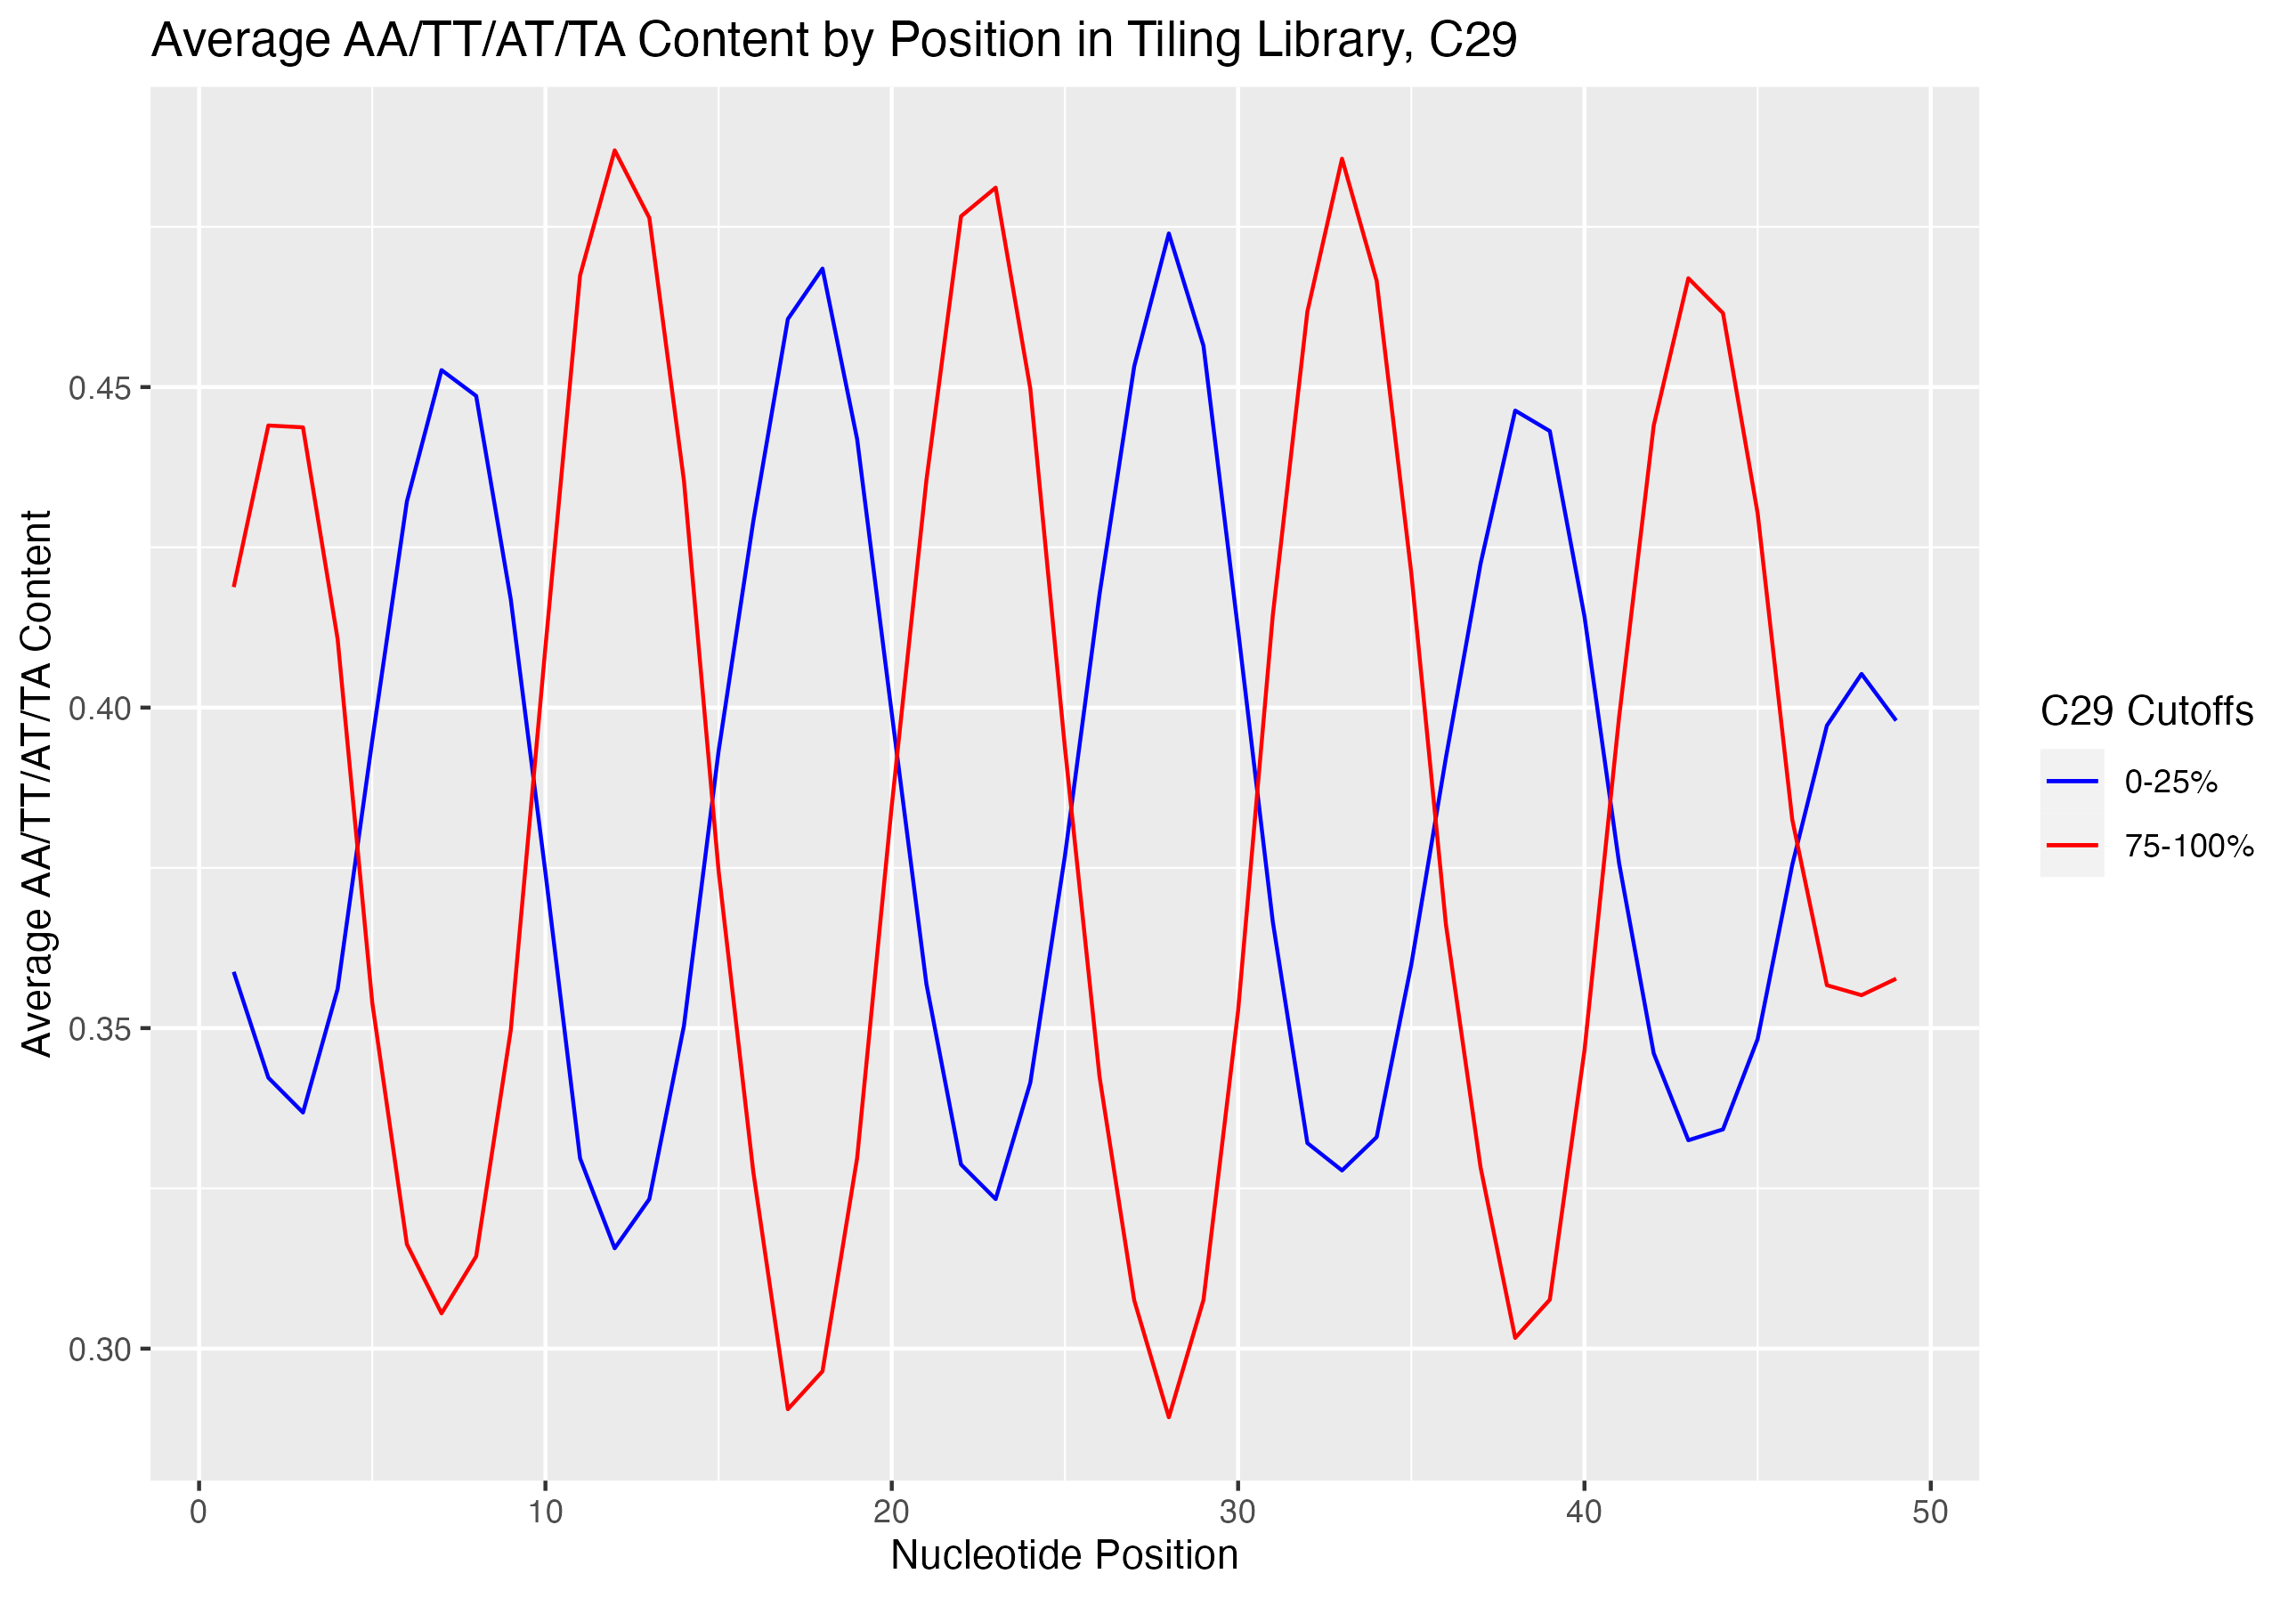 Average AA/TT/AT/TA Content by Position in Tiling Library, C29
Average AA/TT/AT/TA Content
0.45
0.40
0.35
0.30
0 10 20 30 40 50
Nucleotide Position
C29 Cutoffs
0-25%
75-100%